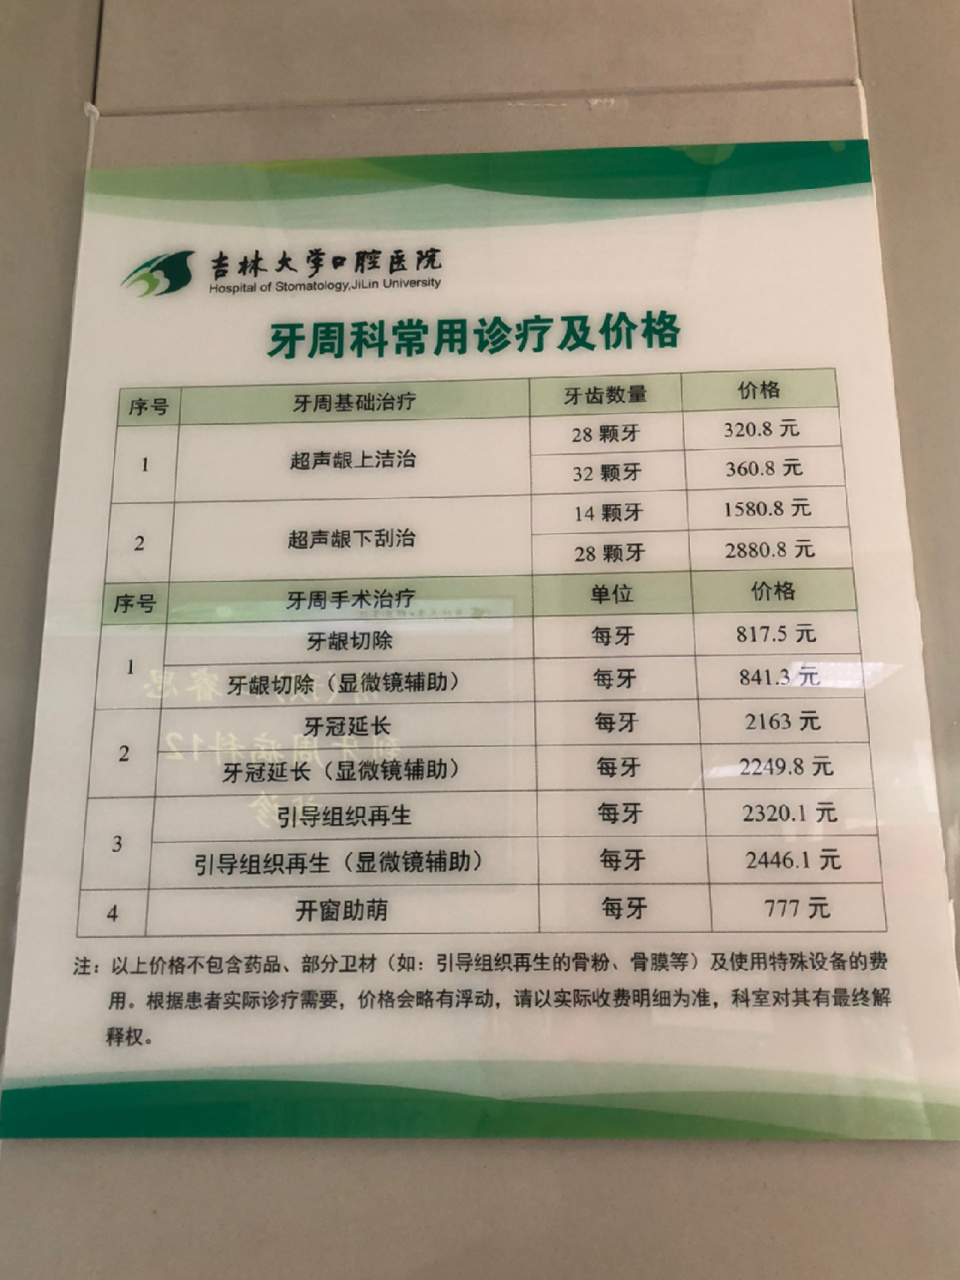 吉林大学口腔医院
Hospital of Stomatology,JiLin University
牙周科常用诊疗及价格
序号 牙周基础治疗 牙齿数量 价格
1 超声龈上洁治 28 颗牙 320.8 元
32 颗牙 360.8 元
2 超声龈下刮治 14 颗牙 1580.8 元
28 颗牙 2880.8 元
序号 牙周手术治疗 单位 价格
1 牙龈切除 每牙 817.5 元
牙龈切除（显微镜辅助） 每牙 841.3 元
2 牙冠延长 每牙 2163 元
牙冠延长（显微镜辅助） 每牙 2249.8 元
3 引导组织再生 每牙 2320.1 元
引导组织再生（显微镜辅助） 每牙 2446.1 元
4 开窗助萌 每牙 777 元
注：以上价格不包含药品、部分卫材（如：引导组织再生的骨粉、骨膜等）及使用特殊设备的费
用。根据患者实际诊疗需要，价格会略有浮动，请以实际收费明细为准，科室对其有最终解
释权。